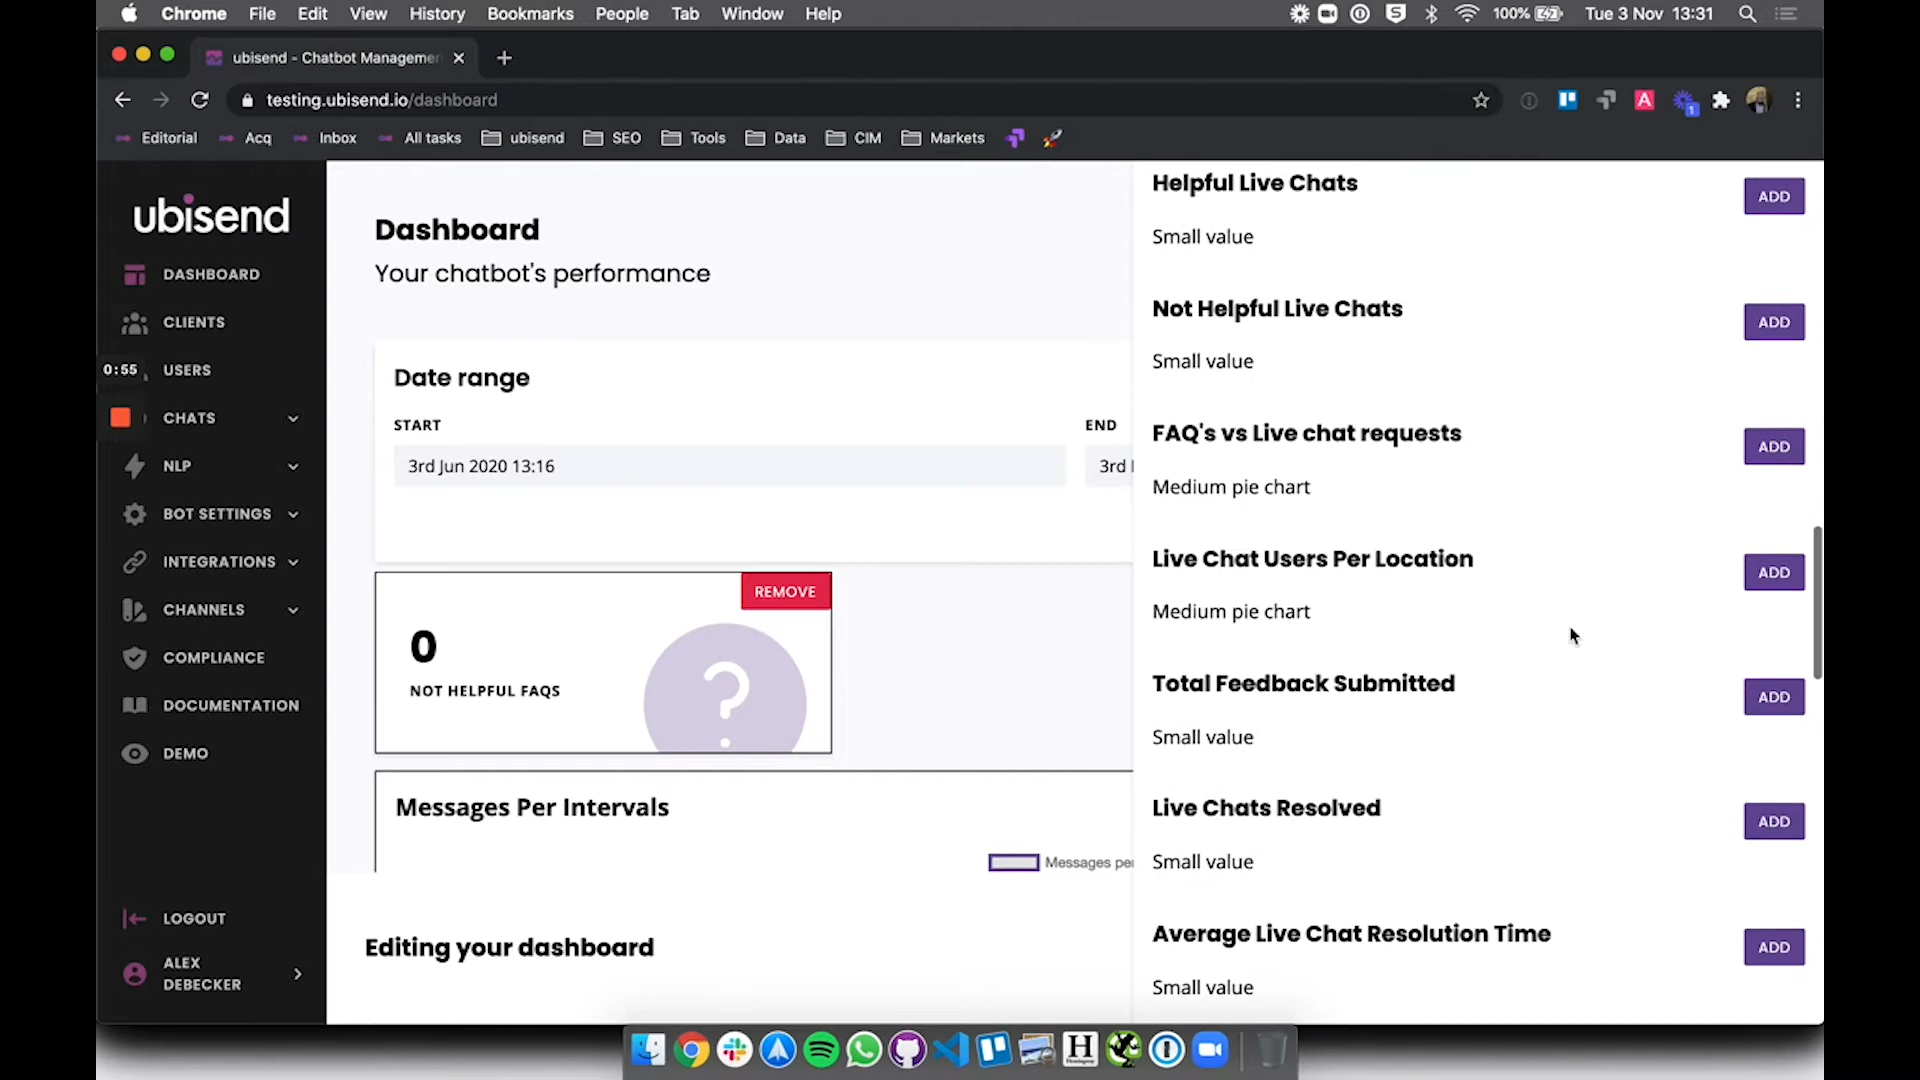 Chrome File Edit View History Bookmarks People Tab Window Help 100% Tue 3 Nov 13:31
ubisend - Chatbot Managemen
testing.ubisend.io/dashboard
Editorial Acq Inbox All tasks ubisend SEO Tools Data CIM Markets
ubisend
DASHBOARD
CLIENTS
0:55 USERS
CHATS
NLP
BOT SETTINGS
INTEGRATIONS
CHANNELS
COMPLIANCE
DOCUMENTATION
DEMO
LOGOUT
ALEX
DEBECKER
Dashboard
Your chatbot's performance
Date range
START END
3rd Jun 2020 13:16 3rd
REMOVE
0
NOT HELPFUL FAQS
?
Messages Per Intervals
Messages per
Editing your dashboard
Helpful Live Chats
ADD
Small value
Not Helpful Live Chats
ADD
Small value
FAQ's vs Live chat requests
ADD
Medium pie chart
Live Chat Users Per Location
ADD
Medium pie chart
Total Feedback Submitted
ADD
Small value
Live Chats Resolved
ADD
Small value
Average Live Chat Resolution Time
ADD
Small value